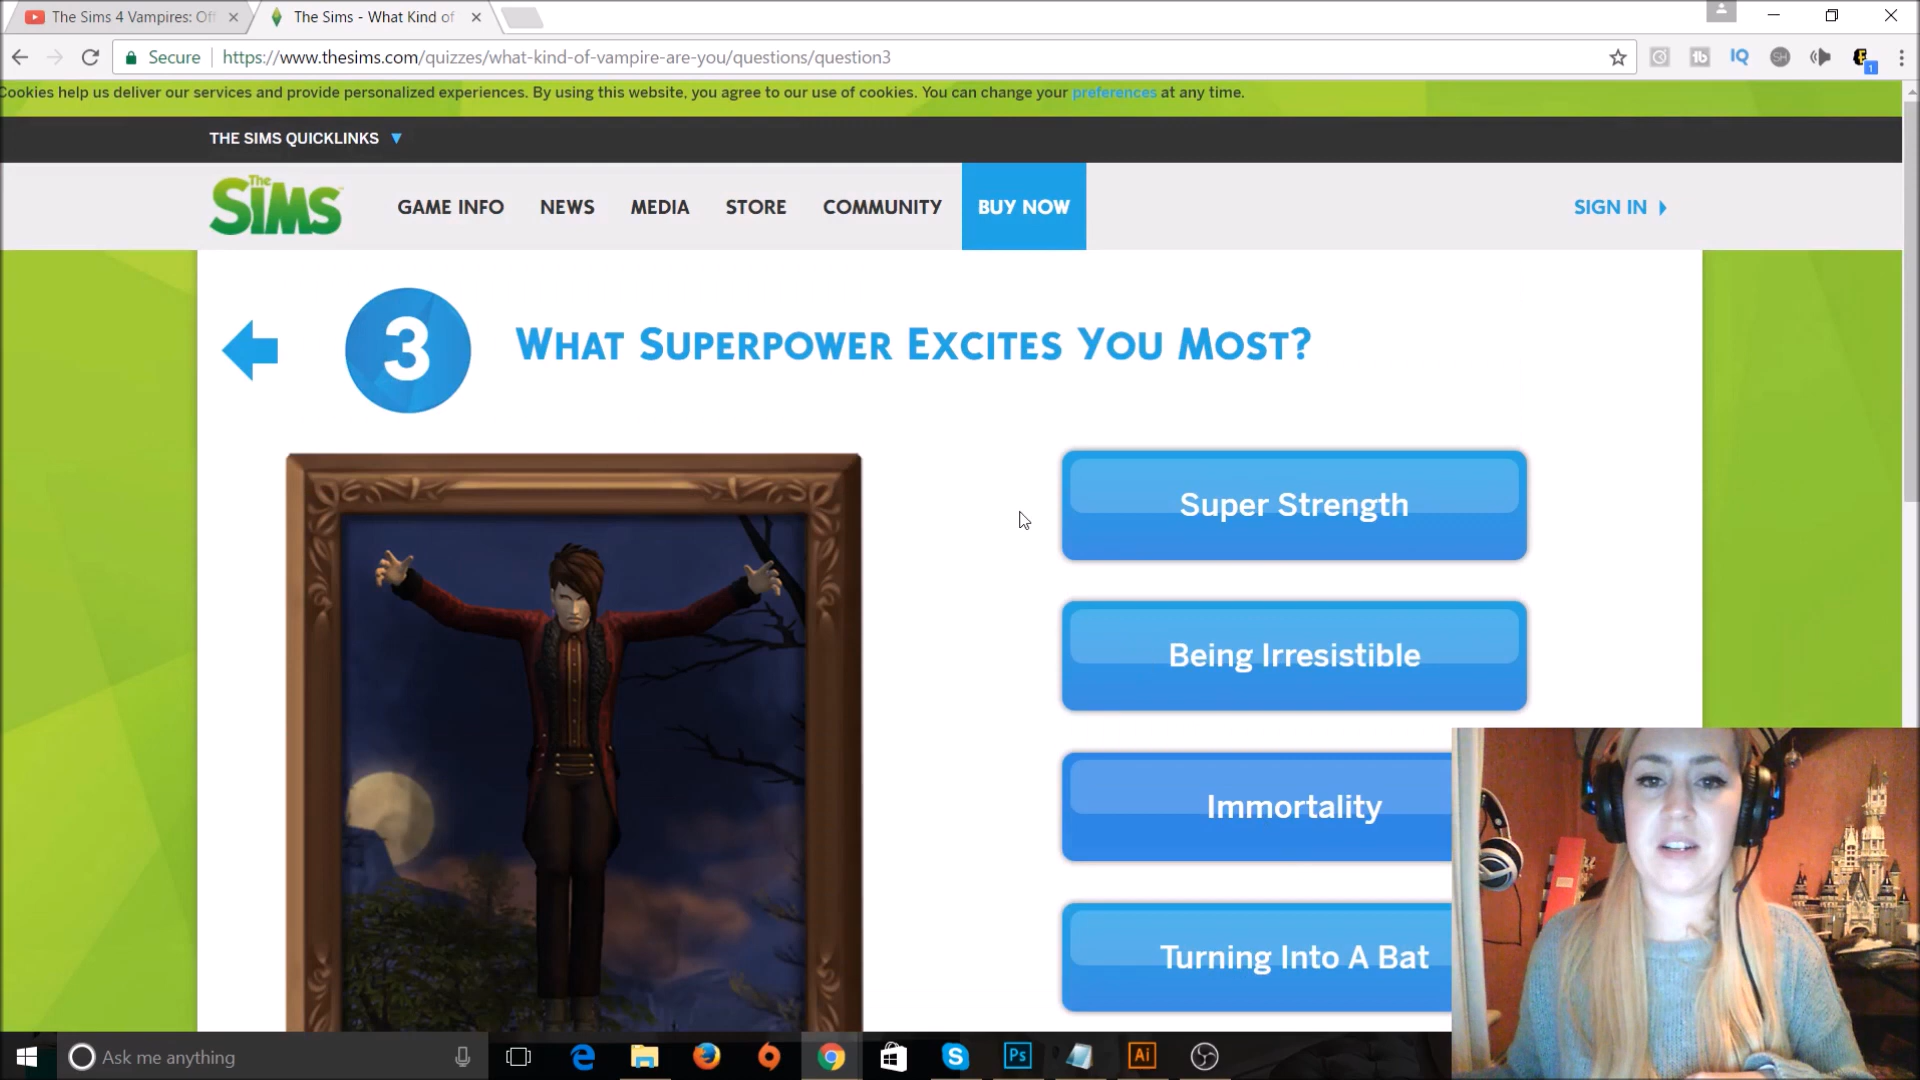 The Sims 4 Vampires: Of
The Sims - What Kind of
Secure
https://www.thesims.com/quizzes/what-kind-of-vampire-are-you/questions/question3
Cookies help us deliver our services and provide personalized experiences. By using this website, you agree to our use of cookies. You can change your preferences at any time.
THE SIMS QUICKLINKS
The SIMS
GAME INFO
NEWS
MEDIA
STORE
COMMUNITY
BUY NOW
SIGN IN
3
WHAT SUPERPOWER EXCITES YOU MOST?
Super Strength
Being Irresistible
Immortality
Turning Into A Bat
Ask me anything
Ps
Ai